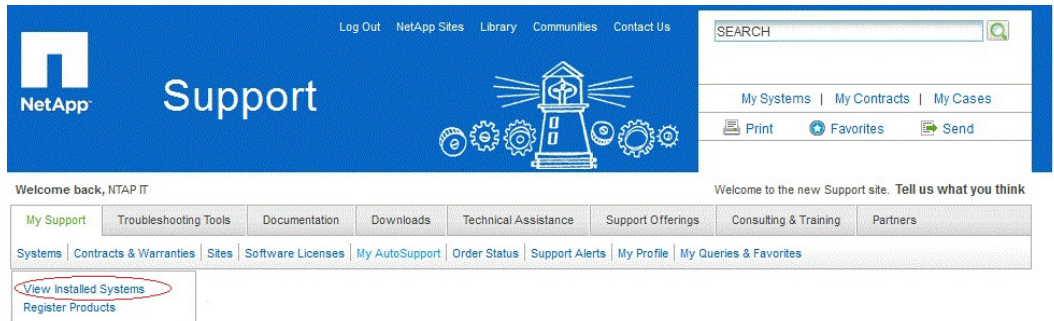 Log Out NetApp Sites Library Communities Contact Us
SEARCH
NetApp
Support
My Systems | My Contracts | My Cases
Print Favorites Send
Welcome back, NTAP IT
Welcome to the new Support site. Tell us what you think
My Support Troubleshooting Tools Documentation Downloads Technical Assistance Support Offerings Consulting & Training Partners
Systems | Contracts & Warranties | Sites | Software Licenses | My AutoSupport | Order Status | Support Alerts | My Profile | My Queries & Favorites
View Installed Systems
Register Products